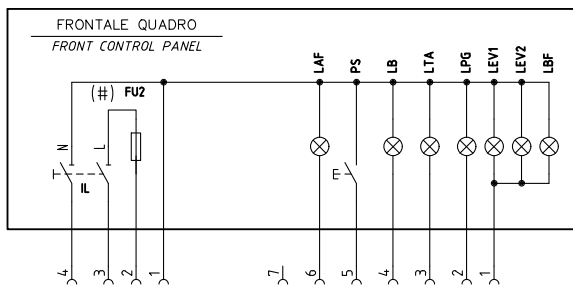 FRONTALE QUADRO
FRONT CONTROL PANEL
LAF
PS
LB
LTA
LPG
LEV1
LEV2
LBF
(#) FU2
N
L
IL
4
3
2
1
7
6
5
4
3
2
1